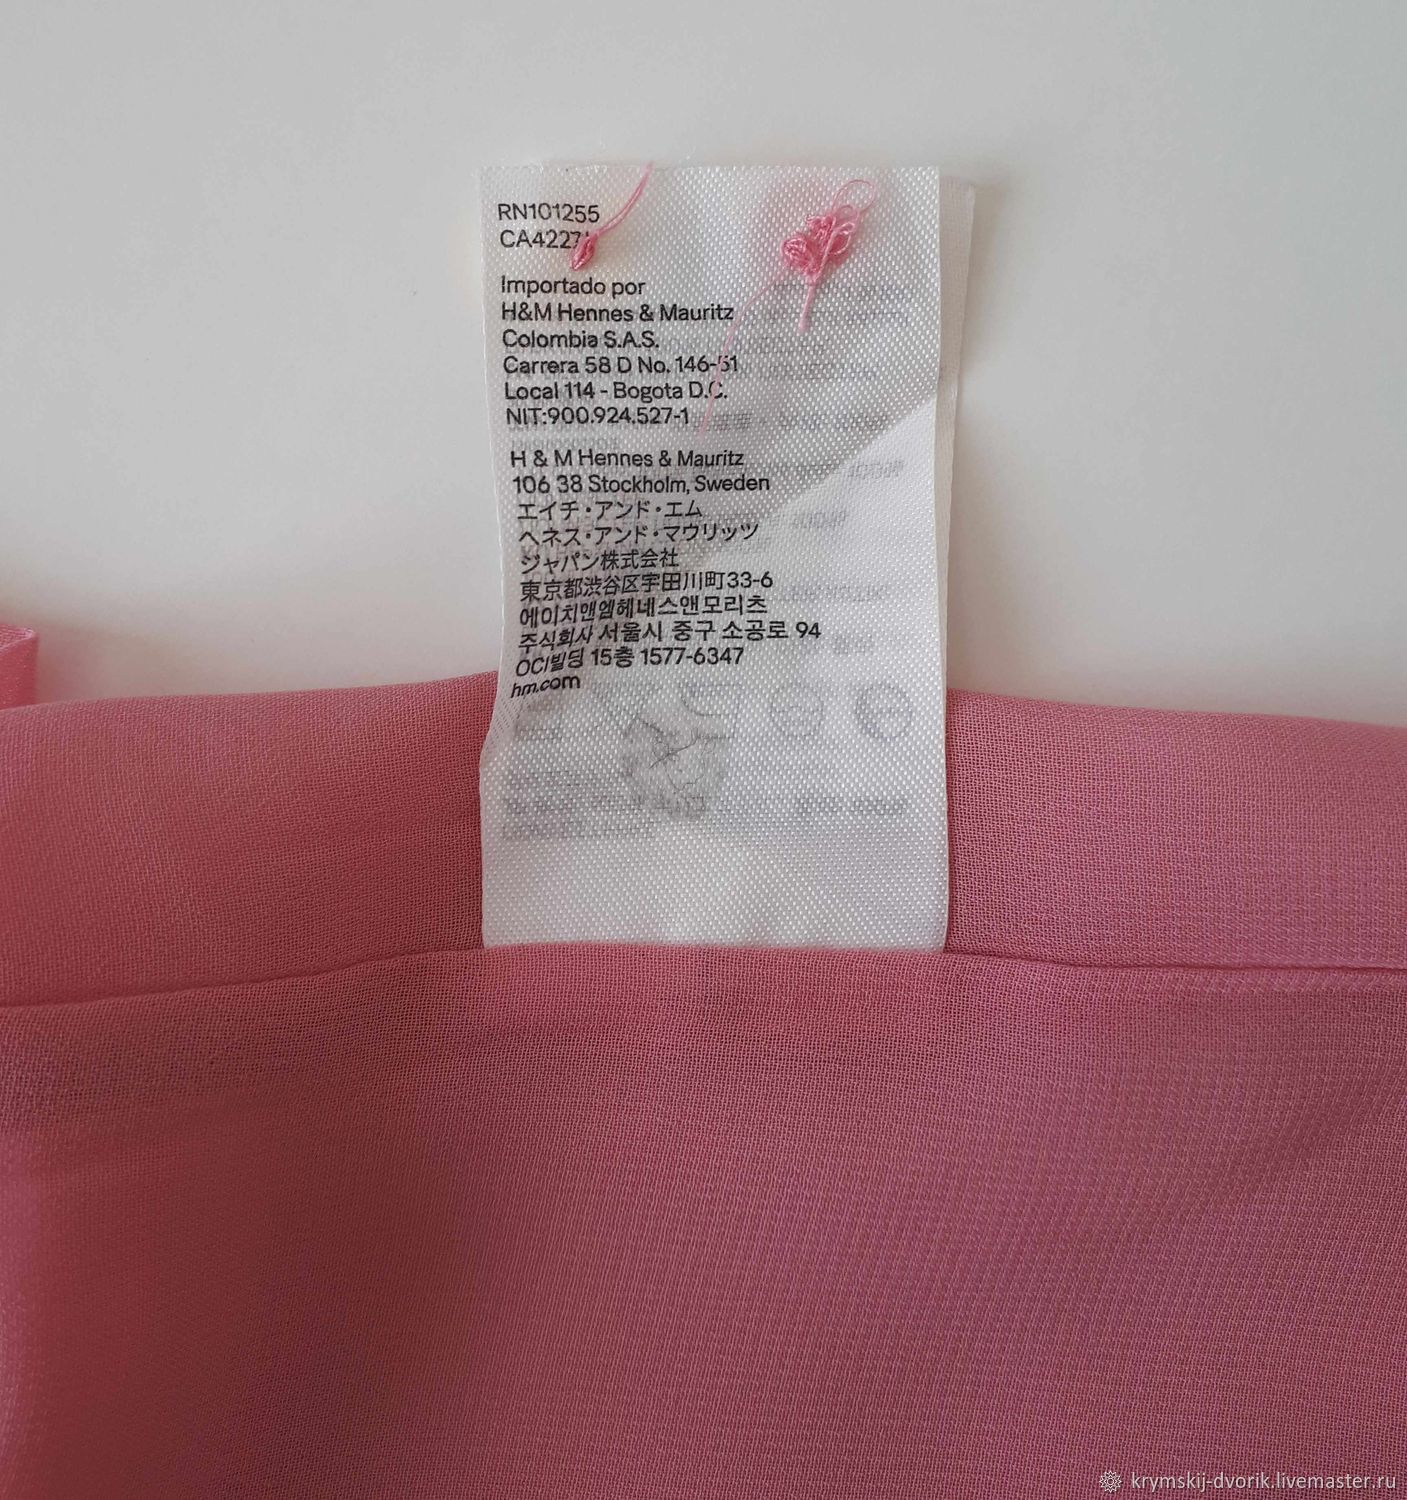 RN101255
CA4227
Importado por
H&M Hennes & Mauritz
Colombia S.A.S.
Carrera 58 D No. 146-51
Local 114 - Bogota D.C.
NIT:900.924.527-1
H & M Hennes & Mauritz
106 38 Stockholm, Sweden
エイチ・アンド・エム
ヘネス・アンド・マウリッツ
ジャパン株式会社
東京都渋谷区宇田川町33-6
에이치앤엠헤네스앤모리츠
주식회사 서울시 중구 소공로 94
OCI빌딩 15층 1577-6347
hm.com
krymskij-dvorik.livemaster.ru